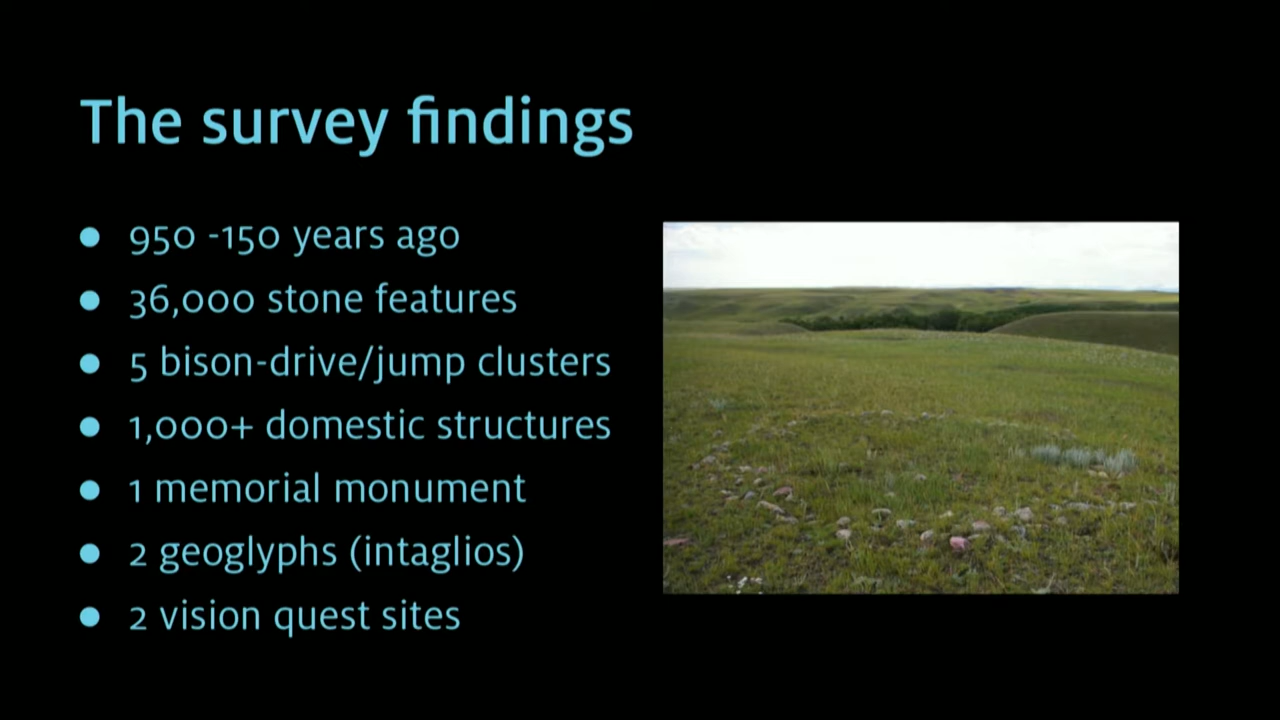 The survey findings
● 950 -150 years ago
● 36,000 stone features
● 5 bison-drive/jump clusters
● 1,000+ domestic structures
● 1 memorial monument
● 2 geoglyphs (intaglios)
● 2 vision quest sites